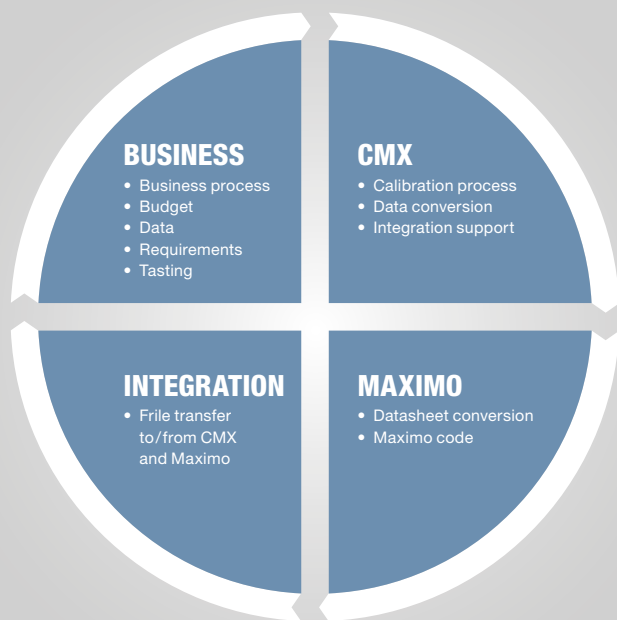 BUSINESS
• Business process
• Budget
• Data
• Requirements
• Tasting
CMX
• Calibration process
• Data conversion
• Integration support
INTEGRATION
• Frile transfer
to/from CMX
and Maximo
MAXIMO
• Datasheet conversion
• Maximo code